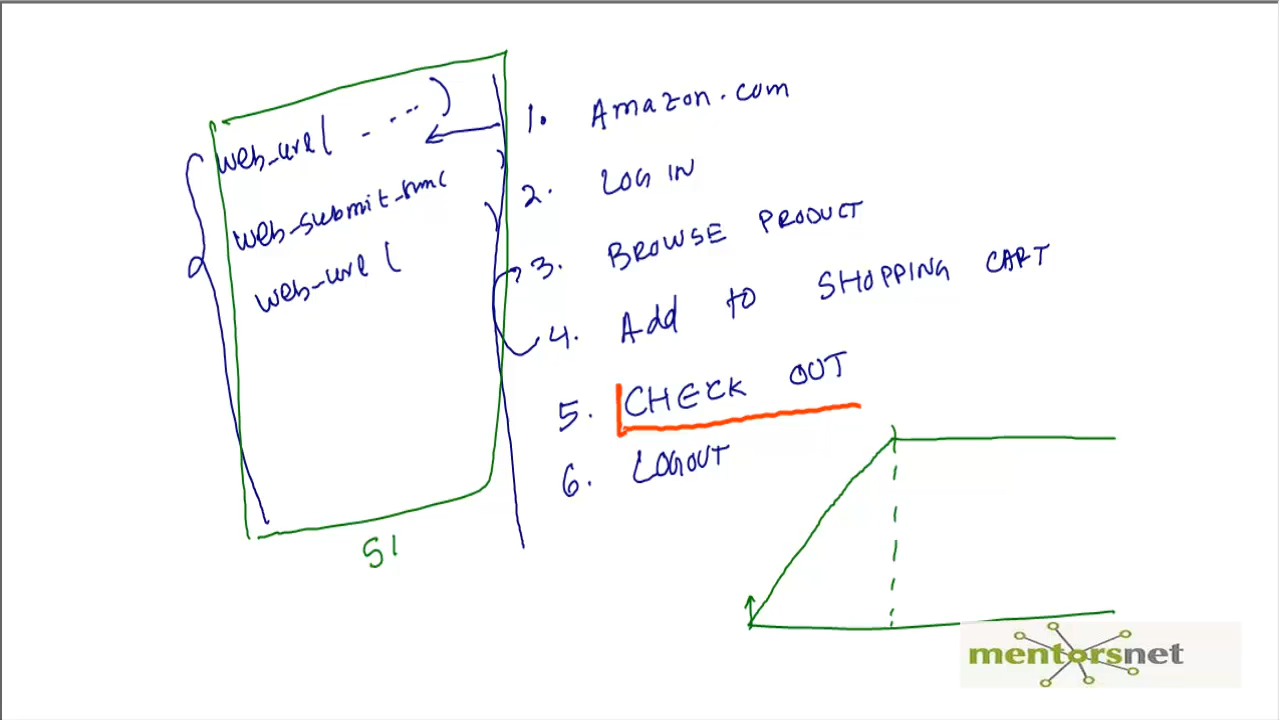 web_url( - ... )
web_submit_func
web_url (
S1
1. Amazon.com
2. LOG IN
3. BROWSE PRODUCT
4. Add to SHOPPING CART
5. CHECK OUT
6. LOGOUT
mentorsnet